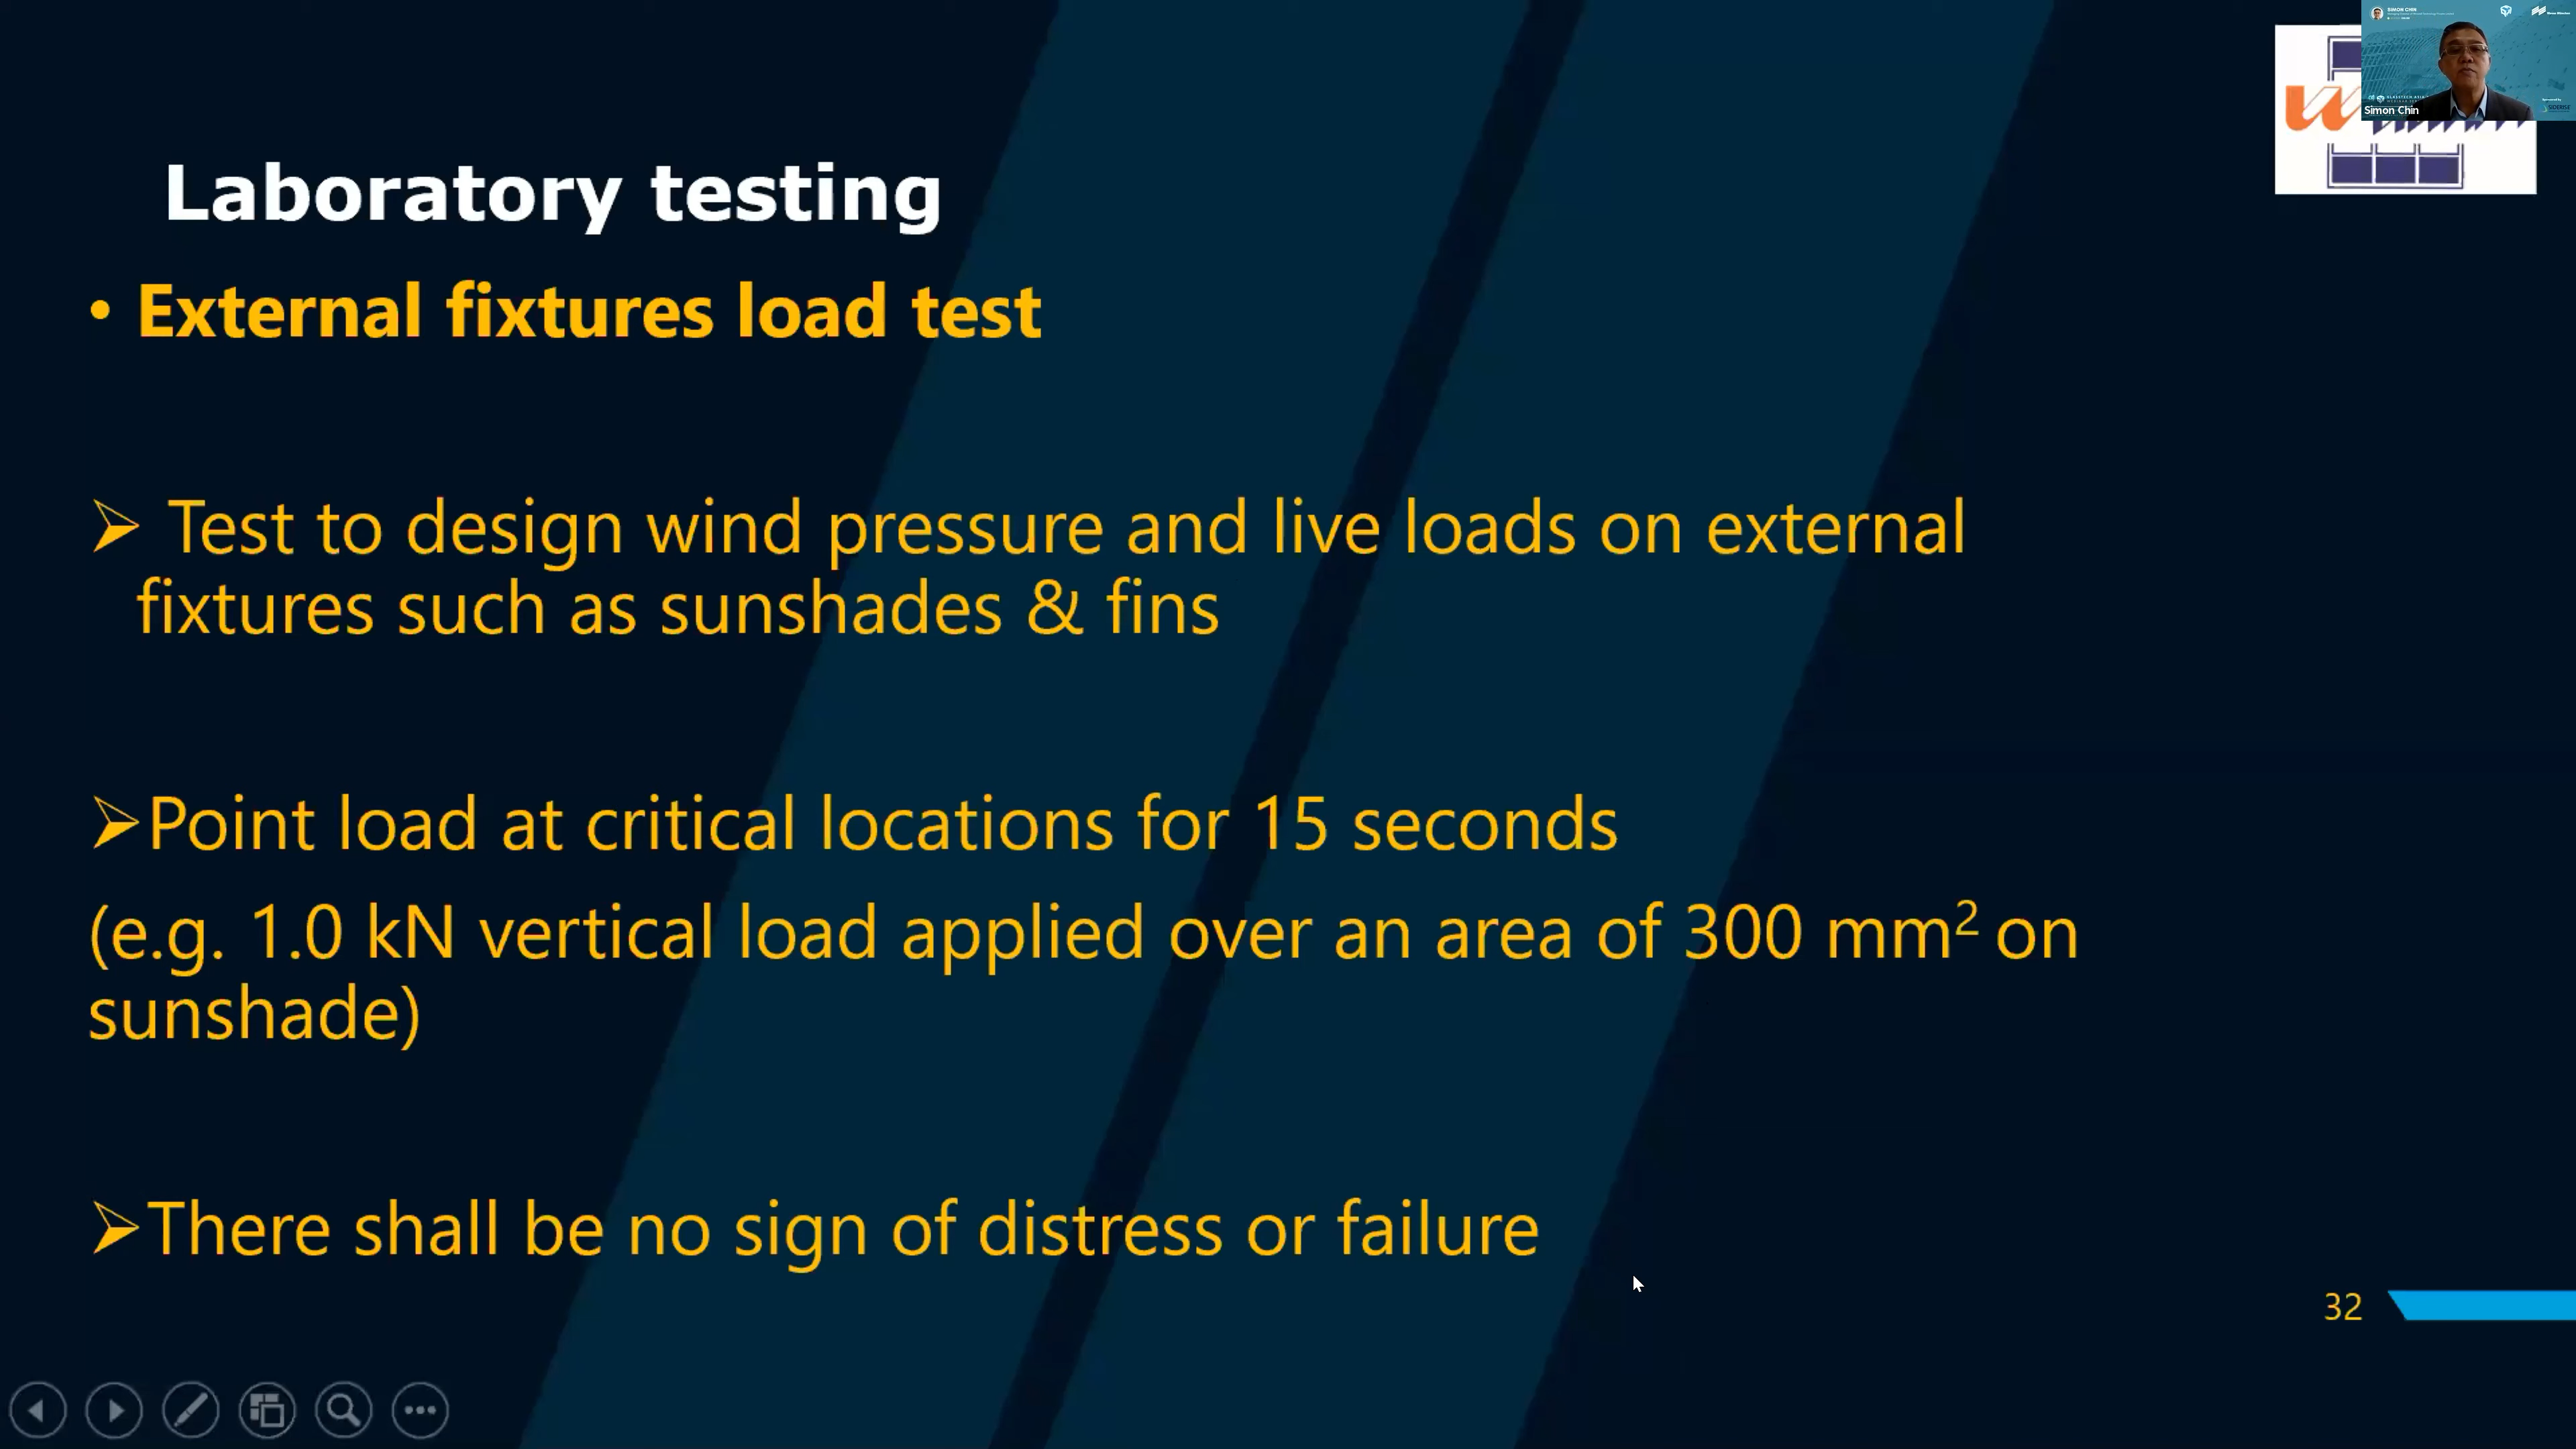 SIMON CHIN
Simon Chin
Laboratory testing
• External fixtures load test
➢ Test to design wind pressure and live loads on external
fixtures such as sunshades & fins
➢Point load at critical locations for 15 seconds
(e.g. 1.0 kN vertical load applied over an area of 300 mm² on
sunshade)
➢There shall be no sign of distress or failure
32